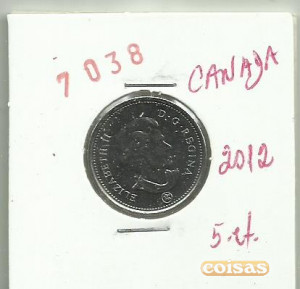 7038
CANADA
ELIZABETH II
D·G·REGINA
2012
5 ct.
coisas